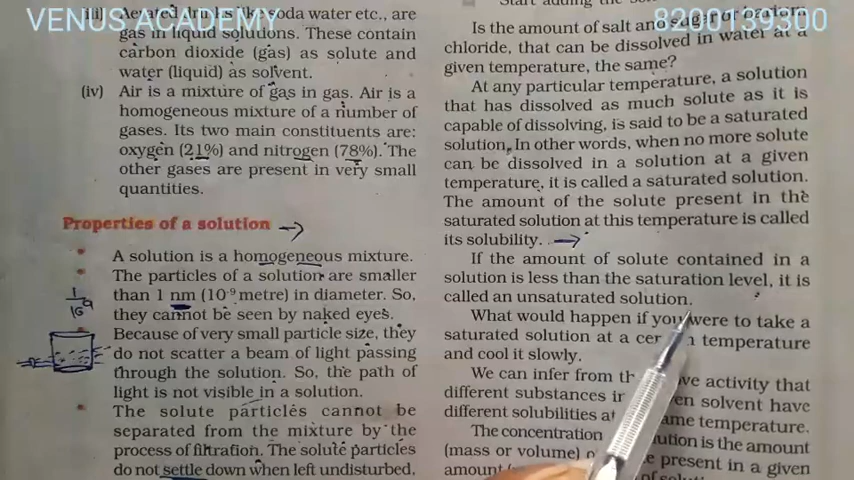 VENUS ACADEMY
8200139300
(iii) Aerated drinks like soda water etc., are
gas in liquid solutions. These contain
carbon dioxide (gas) as solute and
water (liquid) as solvent.
(iv) Air is a mixture of gas in gas. Air is a
homogeneous mixture of a number of
gases. Its two main constituents are:
oxygen (21%) and nitrogen (78%). The
other gases are present in very small
quantities.
Properties of a solution
• A solution is a homogeneous mixture.
• The particles of a solution are smaller
than 1 nm (10-9 metre) in diameter. So,
they cannot be seen by naked eyes.
• Because of very small particle size, they
do not scatter a beam of light passing
through the solution. So, the path of
light is not visible in a solution.
• The solute particles cannot be
separated from the mixture by the
process of filtration. The solute particles
do not settle down when left undisturbed,
Start adding the
Is the amount of salt and sugar or barium
chloride, that can be dissolved in water at a
given temperature, the same?
At any particular temperature, a solution
that has dissolved as much solute as it is
capable of dissolving, is said to be a saturated
solution. In other words, when no more solute
can be dissolved in a solution at a given
temperature, it is called a saturated solution.
The amount of the solute present in the
saturated solution at this temperature is called
its solubility.
If the amount of solute contained in a
solution is less than the saturation level, it is
called an unsaturated solution.
What would happen if you were to take a
saturated solution at a temperature
and cool it slowly.
We can infer from activity that
different substances in solvent have
different solubilities at temperature.
The concentration is the amount
(mass or volume) present in a given
amount